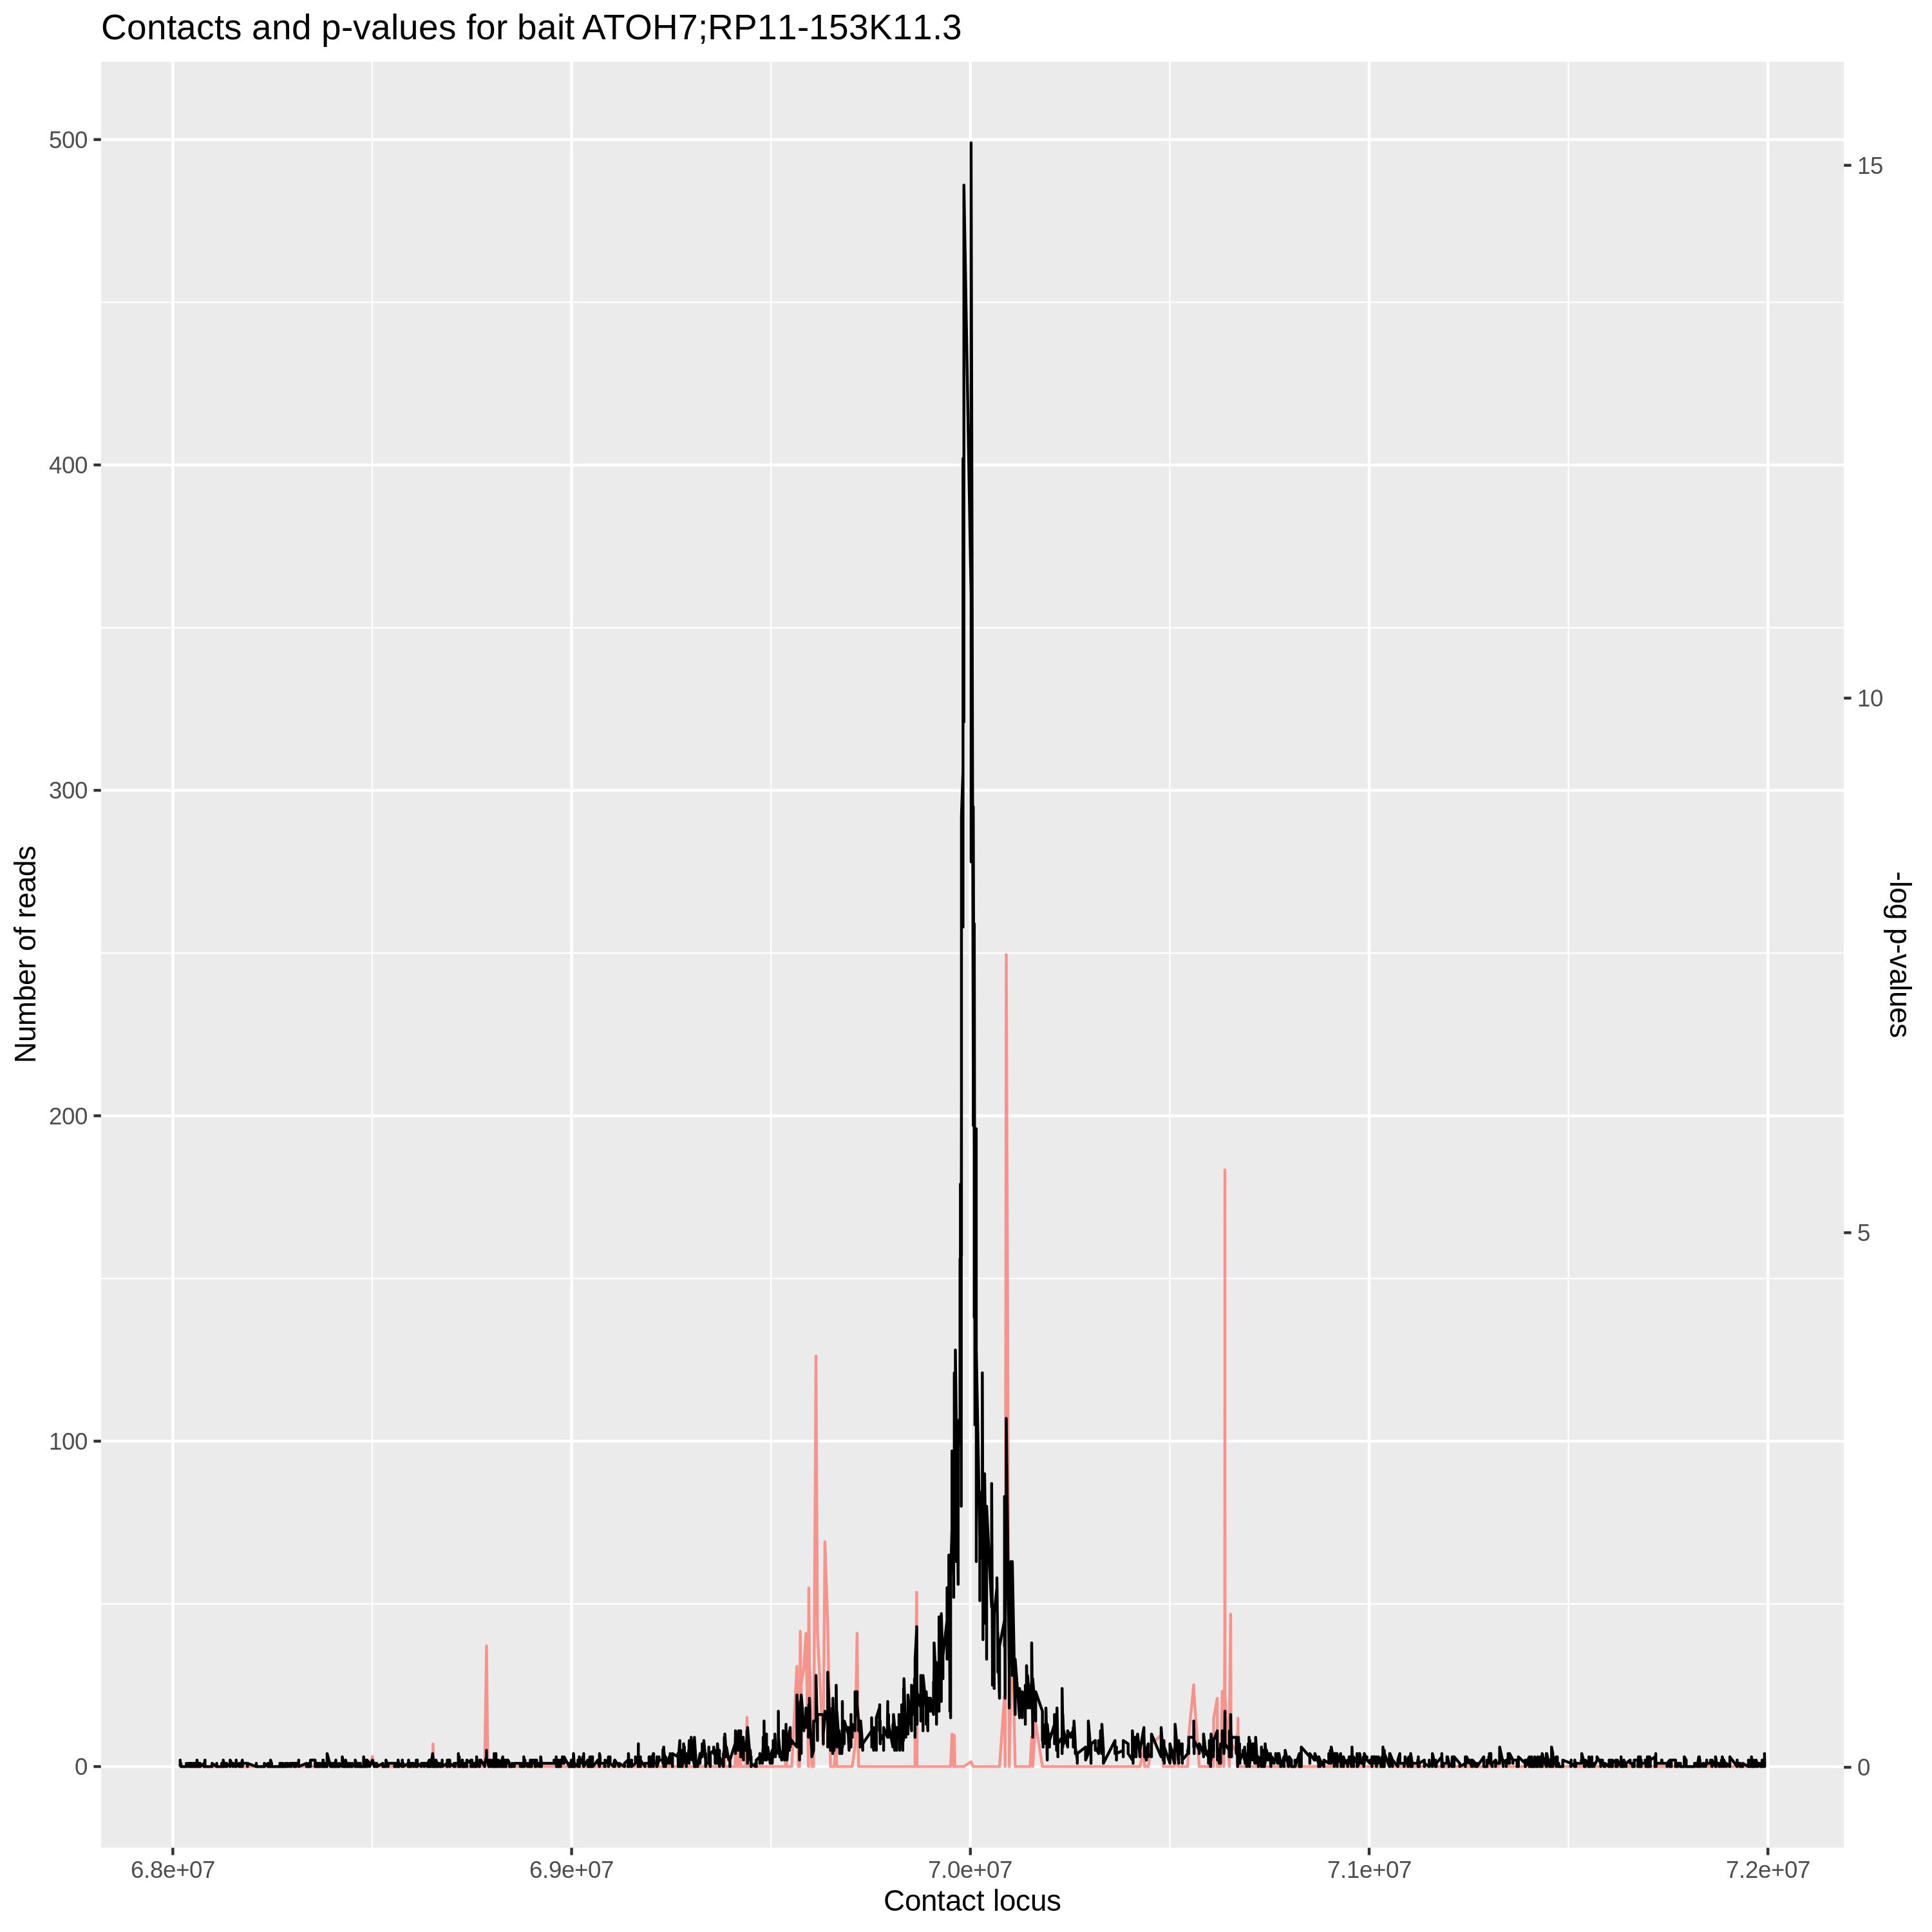 Contacts and p-values for bait ATOH7;RP11-153K11.3
500
400
300
200
100
0
Number of reads
15
10
5
0
-log p-values
6.8e+07 6.9e+07 7.0e+07 7.1e+07 7.2e+07
Contact locus